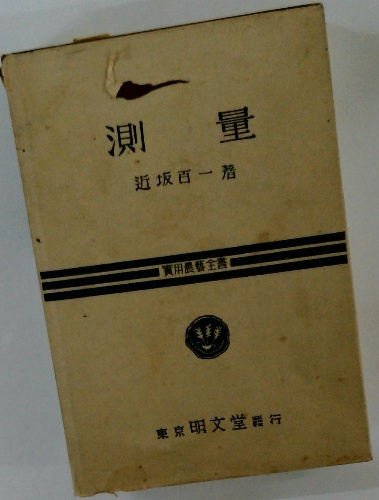 測量
近坂百一著
實用農藝全書
東京明文堂發行